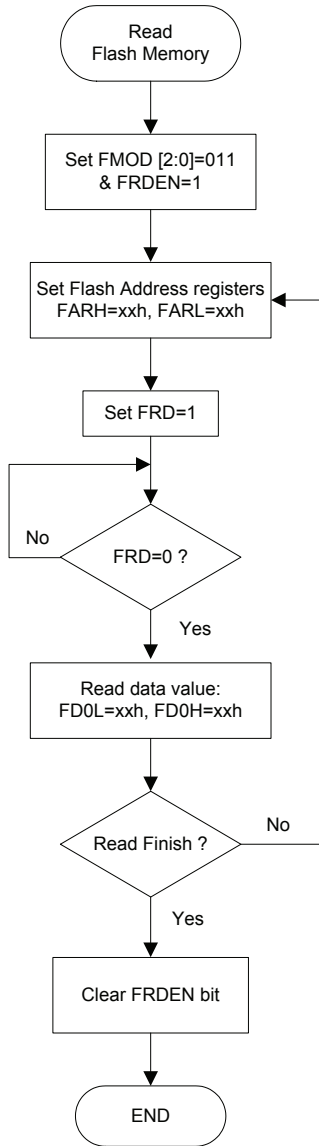 Read
Flash Memory
Set FMOD [2:0]=011
& FRDEN=1
Set Flash Address registers
FARH=xxh, FARL=xxh
Set FRD=1
No
FRD=0 ?
Yes
Read data value:
FD0L=xxh, FD0H=xxh
Read Finish ?
No
Yes
Clear FRDEN bit
END